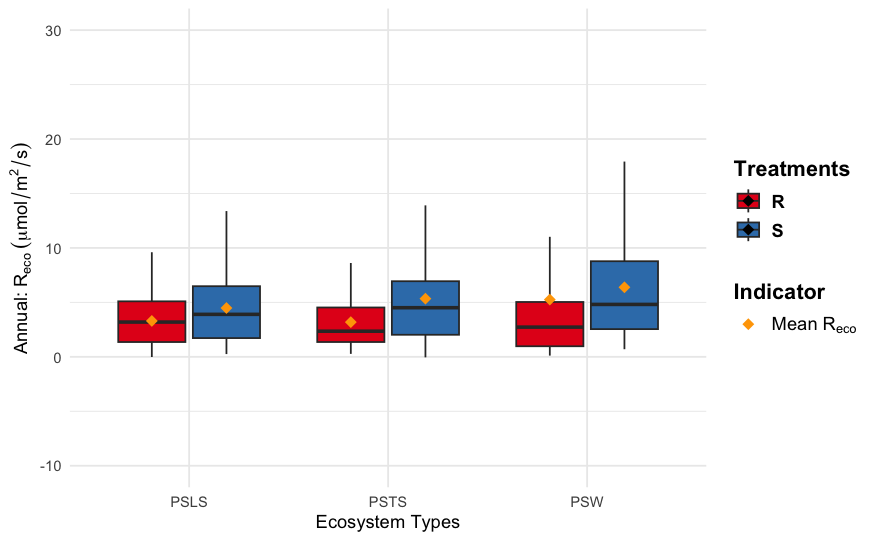 Annual: Reco (μmol/m²/s)
30
20
10
0
-10
PSLS PSTS PSW
Ecosystem Types
Treatments
R
S
Indicator
Mean Reco